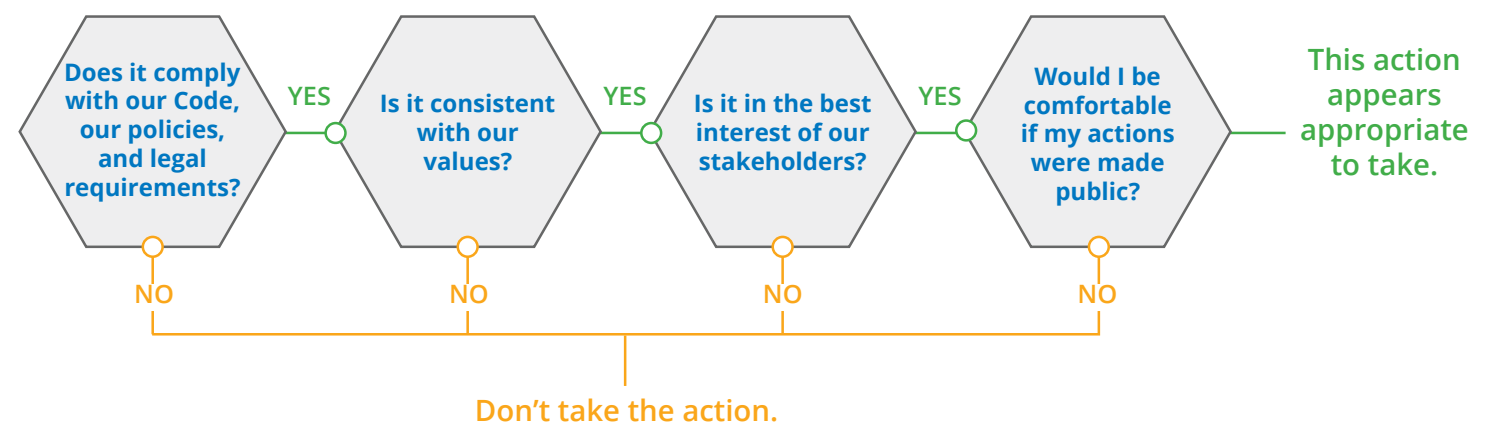 Does it comply
with our Code,
our policies,
and legal
requirements?
YES
Is it consistent
with our
values?
YES
Is it in the best
interest of our
stakeholders?
YES
Would I be
comfortable
if my actions
were made
public?
This action
appears
appropriate
to take.
NO
NO
NO
NO
Don’t take the action.